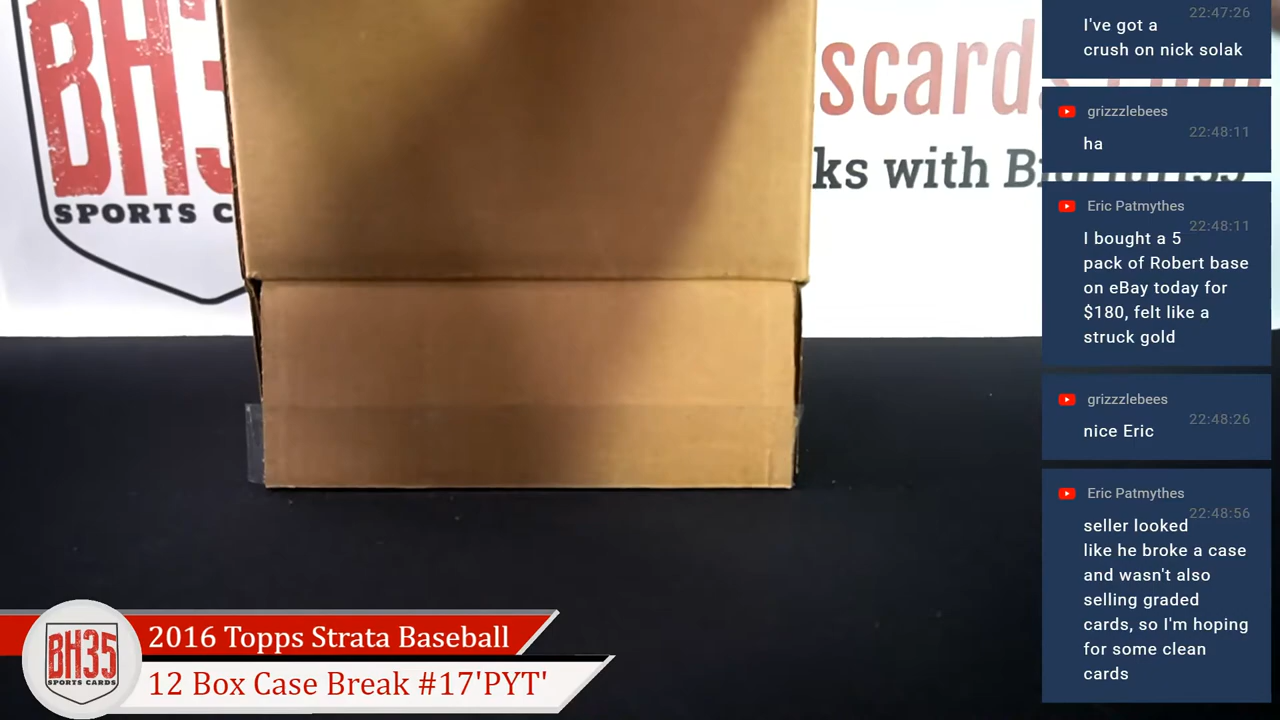 BH3
SPORTS C
scards
ks with B
22:47:26
I've got a
crush on nick solak
grizzzlebees
22:48:11
ha
Eric Patmythes
22:48:11
I bought a 5
pack of Robert base
on eBay today for
$180, felt like a
struck gold
grizzzlebees
22:48:26
nice Eric
Eric Patmythes
22:48:56
seller looked
like he broke a case
and wasn't also
selling graded
cards, so I'm hoping
for some clean
cards
BH35
SPORTS CARDS
2016 Topps Strata Baseball
12 Box Case Break #17'PYT'